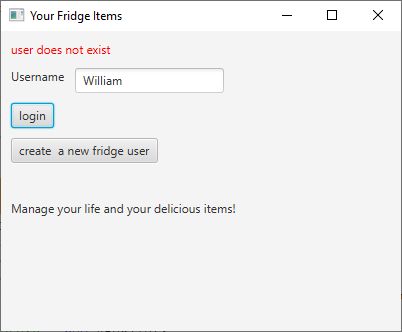 Your Fridge Items
user does not exist
Username William
login
create  a new fridge user
Manage your life and your delicious items!